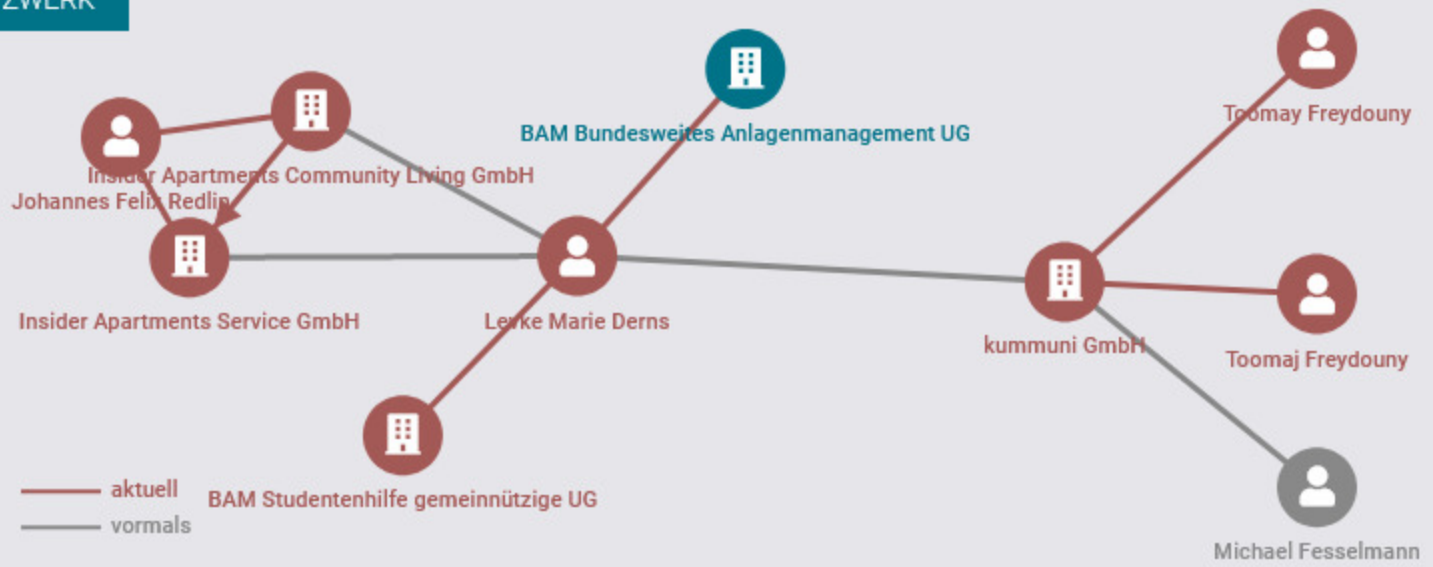 ZWERK
Toomay Freydouny
BAM Bundesweites Anlagenmanagement UG
Insider Apartments Community Living GmbH
Johannes Felix Redlin
Insider Apartments Service GmbH
Levke Marie Derns
kummuni GmbH
Toomaj Freydouny
aktuell
BAM Studentenhilfe gemeinnützige UG
vormals
Michael Fesselmann